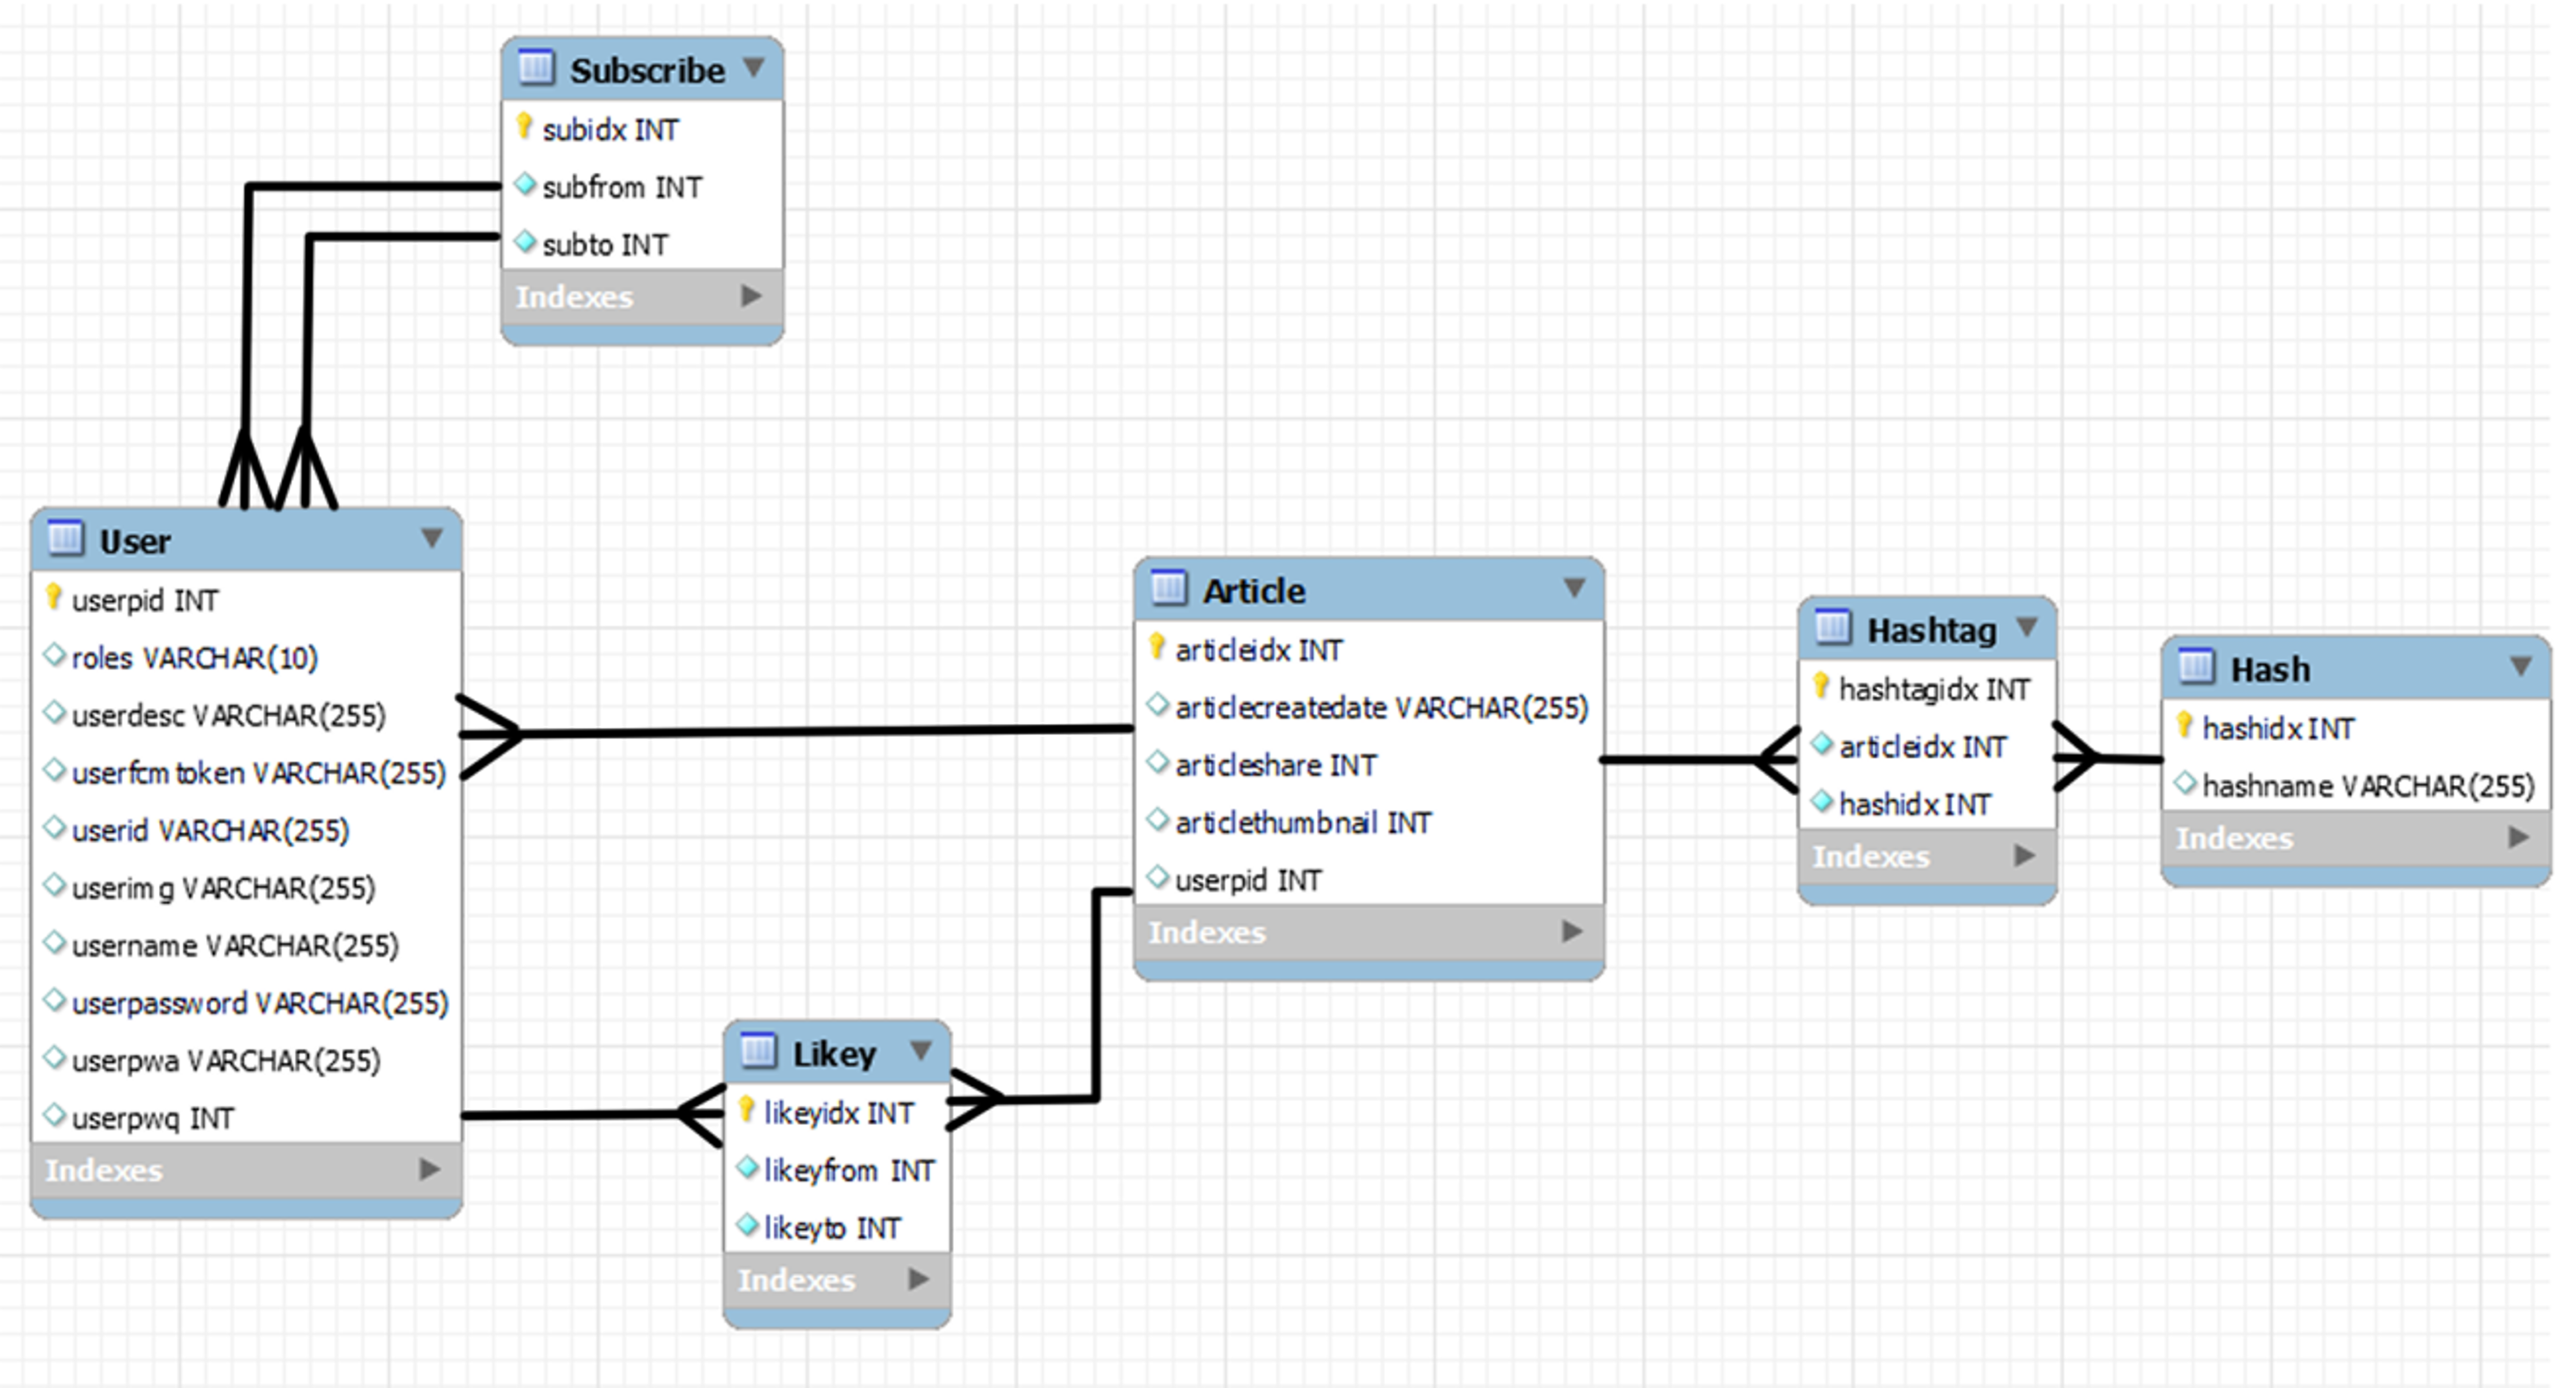 Subscribe
subidx INT
subfrom INT
subto INT
Indexes
User
userpid INT
roles VARCHAR(10)
userdesc VARCHAR(255)
userfcmtoken VARCHAR(255)
userid VARCHAR(255)
userimg VARCHAR(255)
username VARCHAR(255)
userpassword VARCHAR(255)
userpwa VARCHAR(255)
userpwq INT
Indexes
Article
articleidx INT
articlecreatedate VARCHAR(255)
articleshare INT
articlethumbnail INT
userpid INT
Indexes
Likey
likeyidx INT
likeyfrom INT
likeyto INT
Indexes
Hashtag
hashtagidx INT
articleidx INT
hashidx INT
Indexes
Hash
hashidx INT
hashname VARCHAR(255)
Indexes